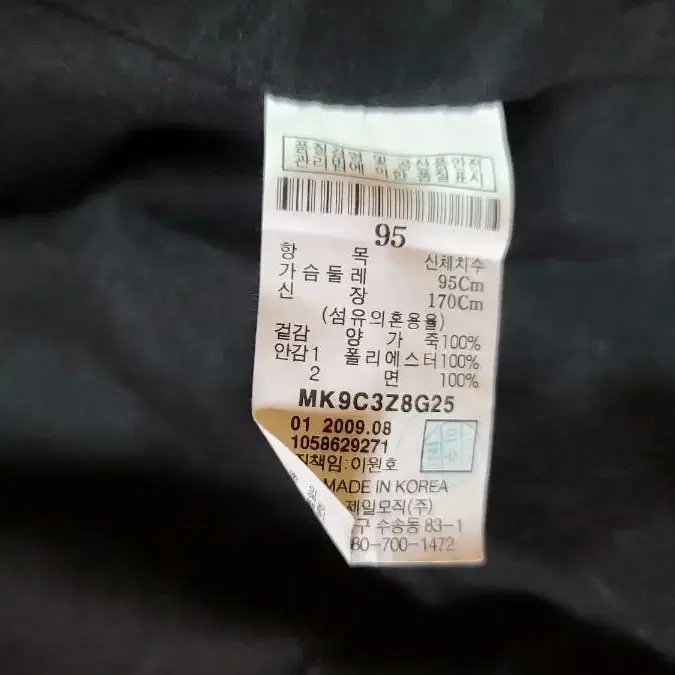 품질경영 및 공산품안전
관리법에 의한 품질표시
95
항 목 신체치수
가슴둘레 95Cm
신 장 170Cm
(섬유의혼용율)
겉감 양 가 죽100%
안감1 폴리에스터100%
2 면 100%
MK9C3Z8G25
01 2009.08
1058629271
책임:이원호
MADE IN KOREA
제일모직(주)
구 수송동 83-1
80-700-1472